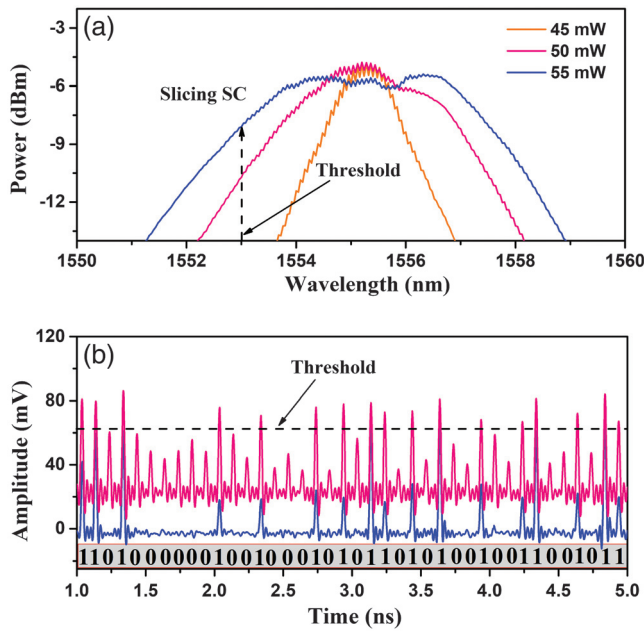 (a)
45 mW
50 mW
55 mW
Slicing SC
Threshold
Power (dBm)
-3
-6
-9
-12
1550 1552 1554 1556 1558 1560
Wavelength (nm)
(b)
Threshold
Amplitude (mV)
120
80
40
0
1101000000100100010101101010010011001011
1.0 1.5 2.0 2.5 3.0 3.5 4.0 4.5 5.0
Time (ns)